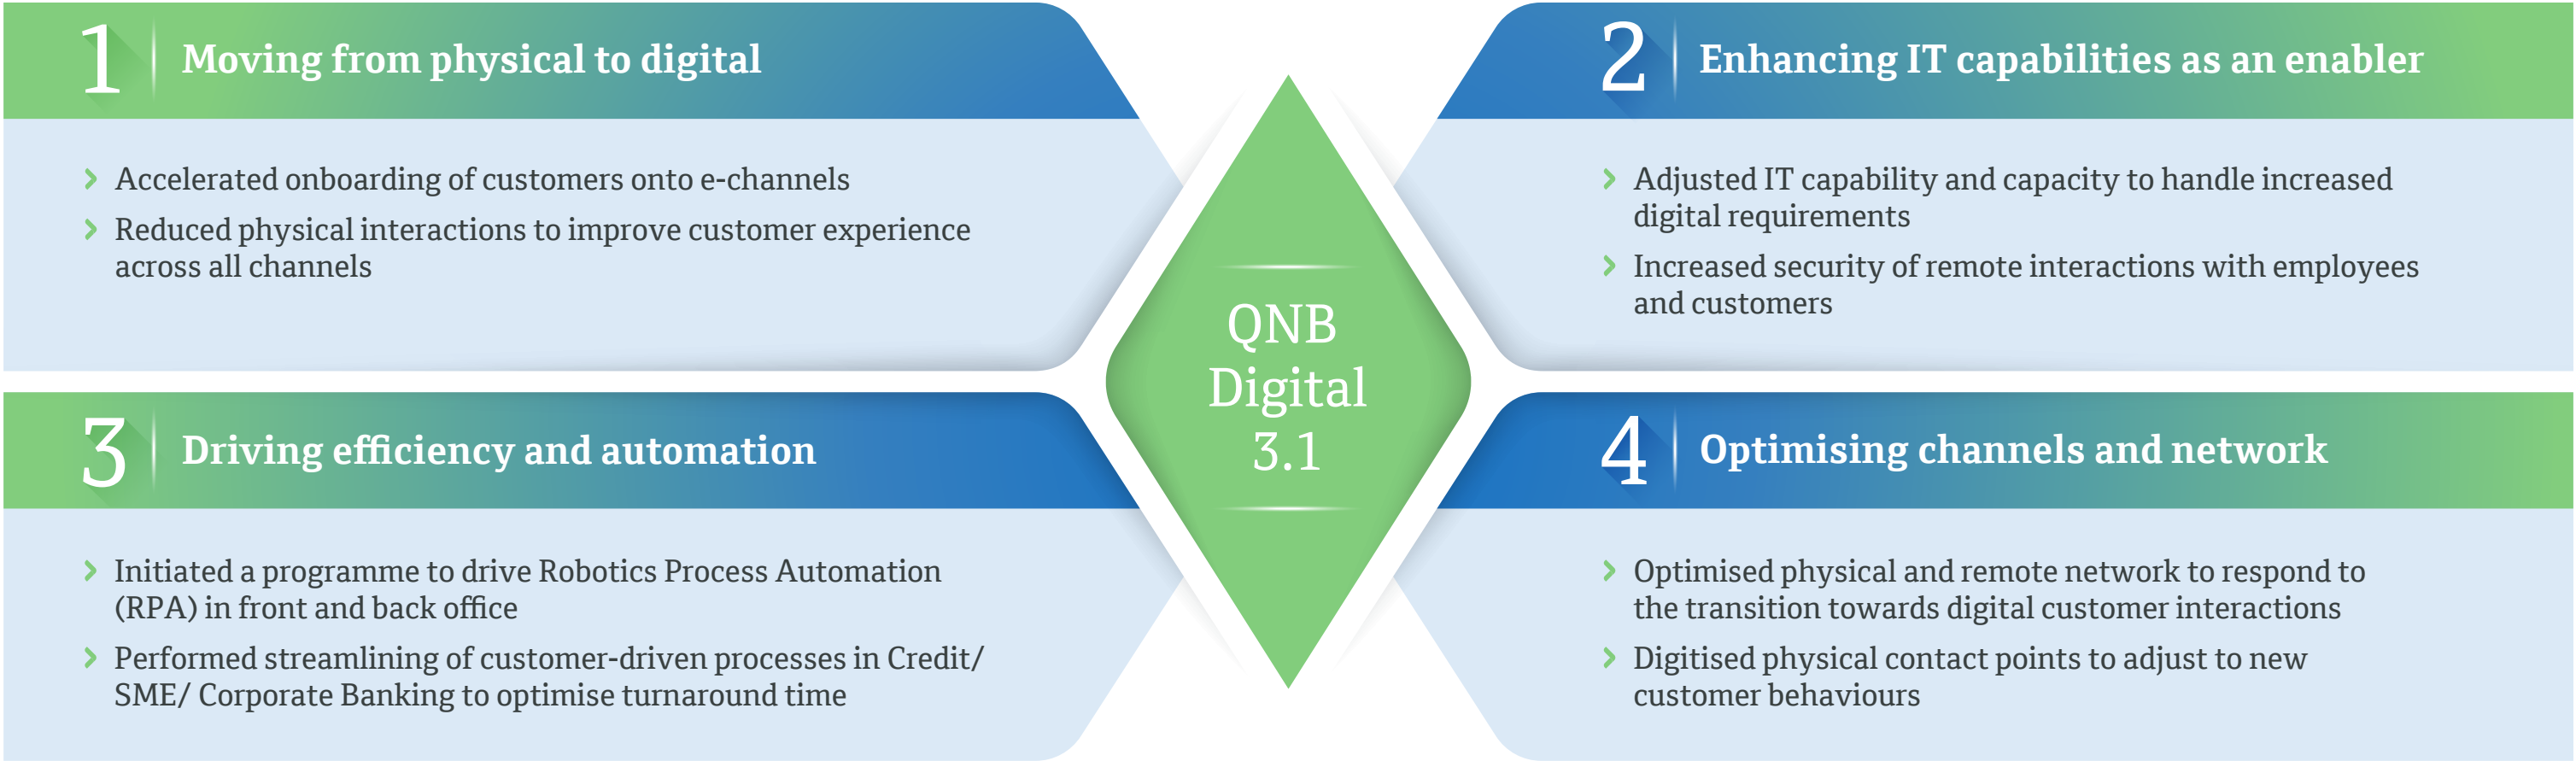 1
Moving from physical to digital
Accelerated onboarding of customers onto e-channels
Reduced physical interactions to improve customer experience
across all channels
2
Enhancing IT capabilities as an enabler
Adjusted IT capability and capacity to handle increased
digital requirements
Increased security of remote interactions with employees
and customers
QNB
Digital
3.1
3
Driving efficiency and automation
Initiated a programme to drive Robotics Process Automation
(RPA) in front and back office
Performed streamlining of customer-driven processes in Credit/
SME/ Corporate Banking to optimise turnaround time
4
Optimising channels and network
Optimised physical and remote network to respond to
the transition towards digital customer interactions
Digitised physical contact points to adjust to new
customer behaviours